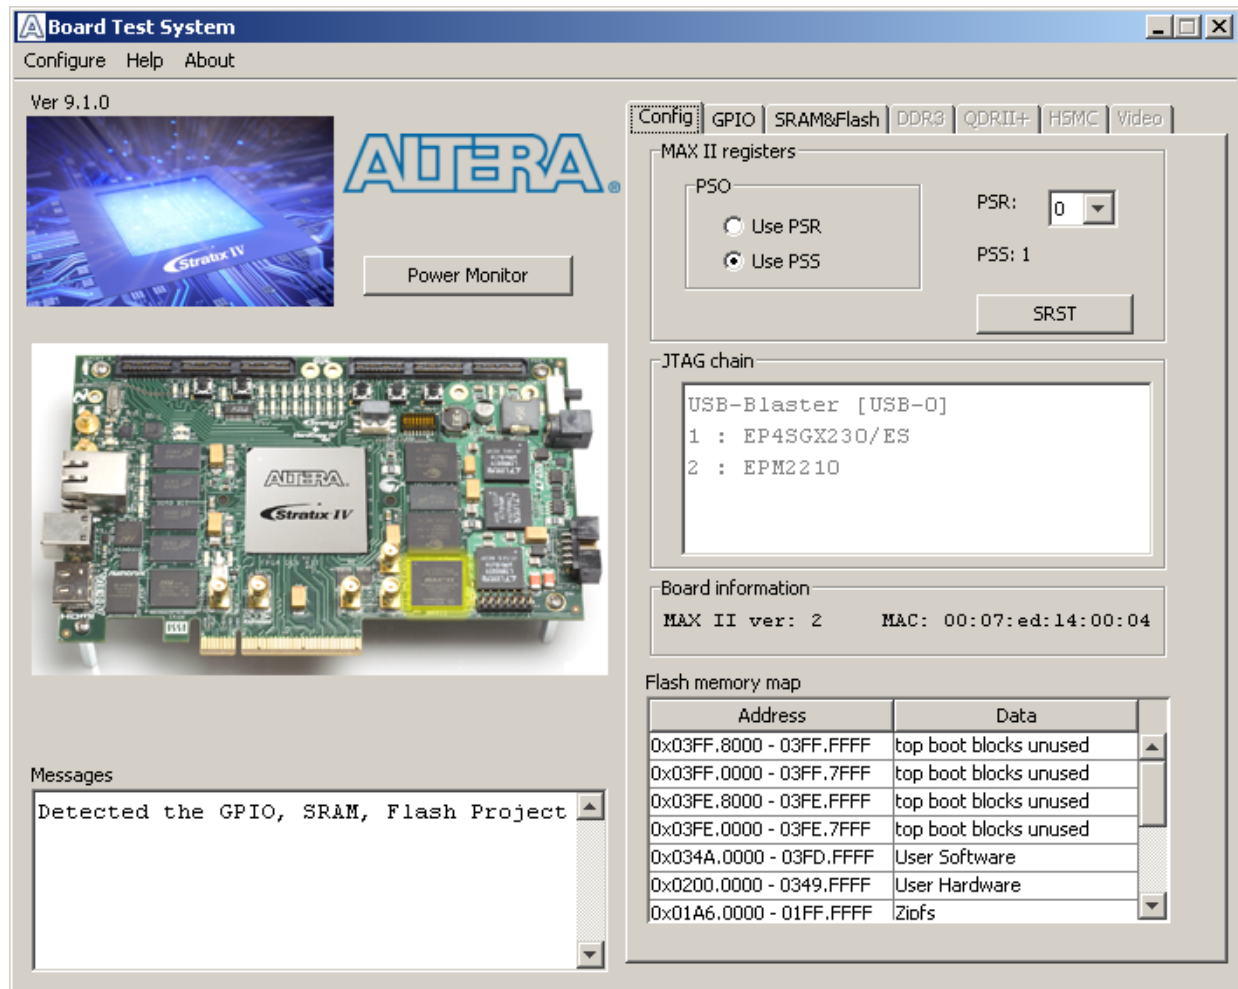 Board Test System
Configure Help About
Ver 9.1.0
ALTERA®
Stratix IV
Power Monitor
ALTERA
Stratix IV
Messages
Detected the GPIO, SRAM, Flash Project
Config GPIO SRAM&Flash DDR3 QDRII+ HSMC Video
MAX II registers
PSO
Use PSR
Use PSS
PSR: 0
PSS: 1
SRST
JTAG chain
USB-Blaster [USB-0]
1 : EP4SGX230/ES
2 : EPM2210
Board information
MAX II ver: 2 MAC: 00:07:ed:14:00:04
Flash memory map
Address Data
0x03FF.8000 - 03FF.FFFF top boot blocks unused
0x03FF.0000 - 03FF.7FFF top boot blocks unused
0x03FE.8000 - 03FE.FFFF top boot blocks unused
0x03FE.0000 - 03FE.7FFF top boot blocks unused
0x034A.0000 - 03FD.FFFF User Software
0x0200.0000 - 0349.FFFF User Hardware
0x01A6.0000 - 01FF.FFFF Zipfs